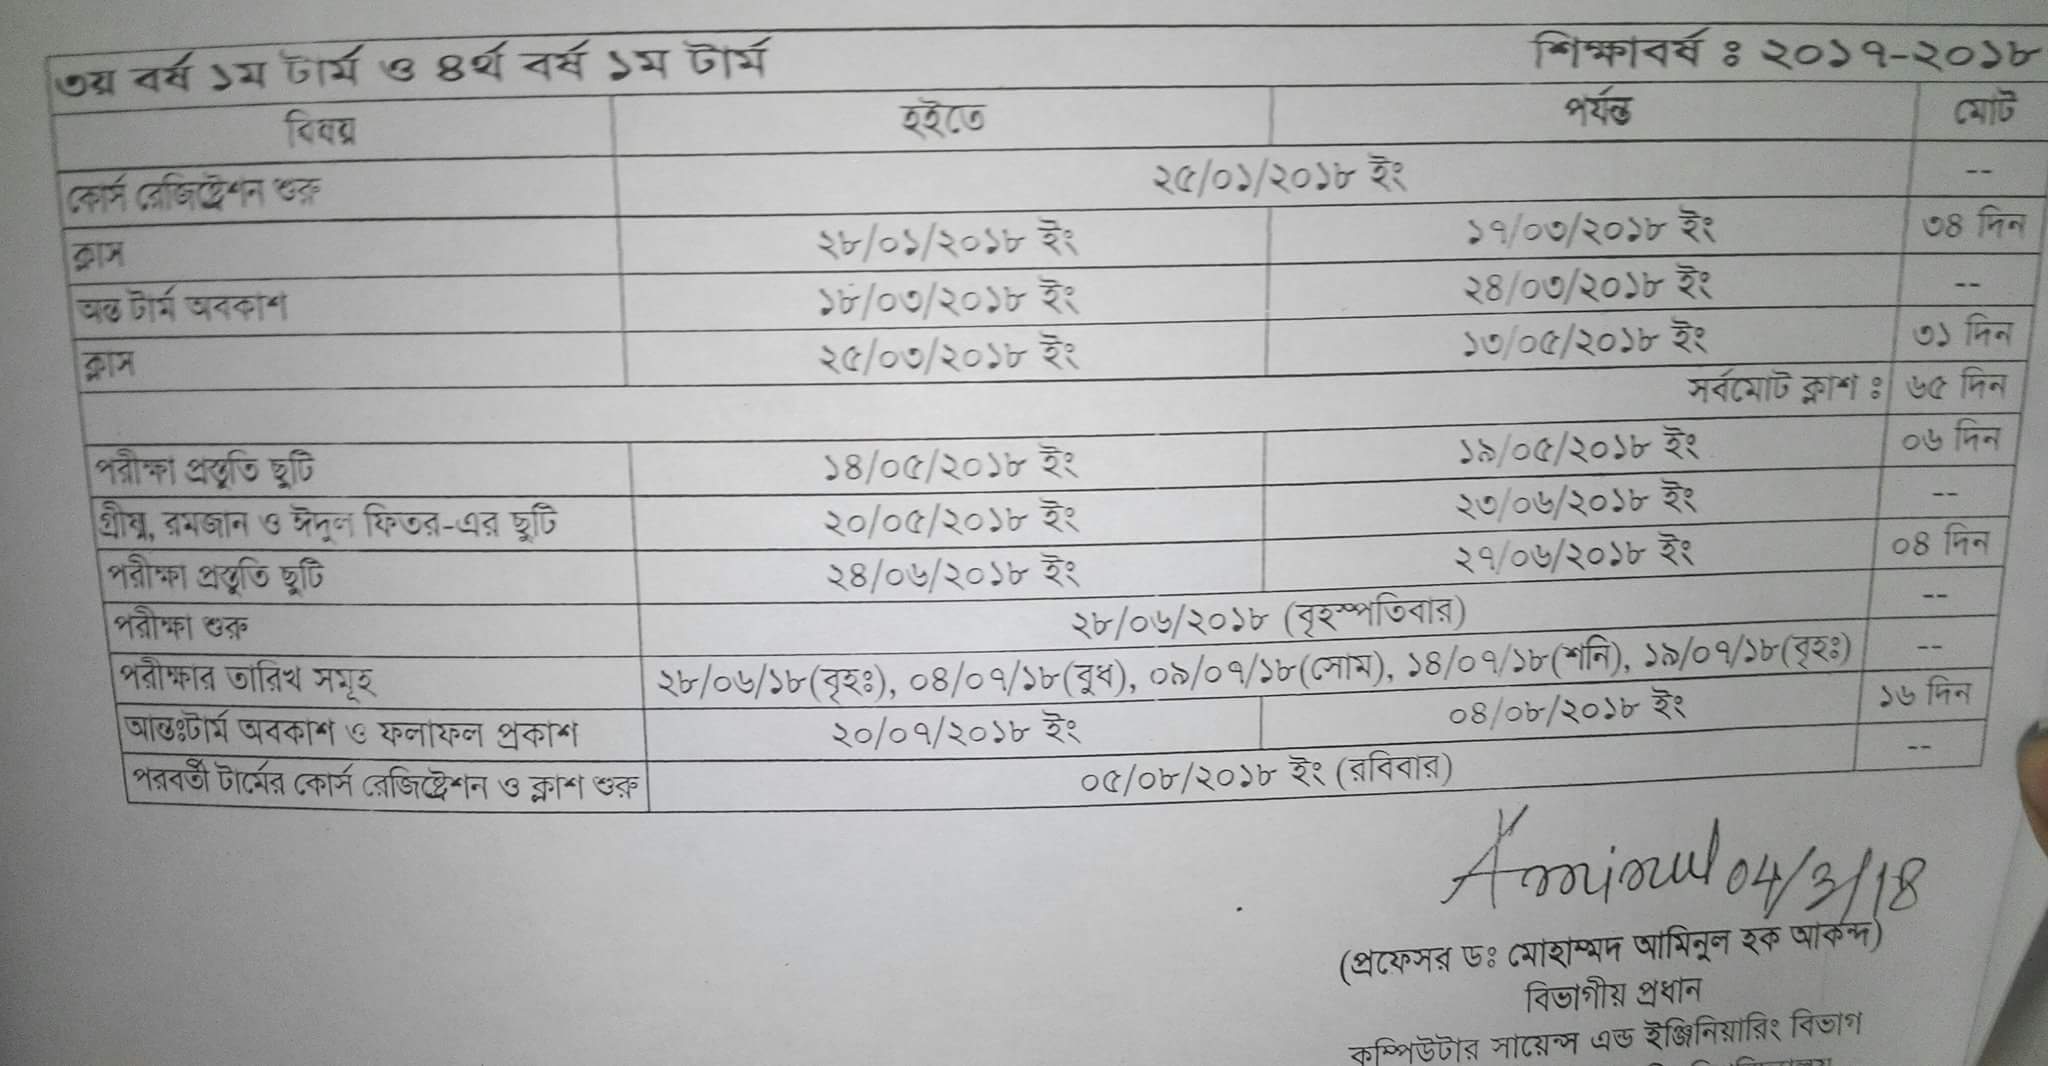 ৩য় বর্ষ ১ম টার্ম ও ৪র্থ বর্ষ ১ম টার্ম শিক্ষাবর্ষ ঃ ২০১৭-২০১৮
বিষয় হইতে পর্যন্ত মোট
কোর্স রেজিষ্ট্রেশন শুরু ২৫/০১/২০১৮ ইং --
ক্লাস ২৮/০১/২০১৮ ইং ১৭/০৩/২০১৮ ইং ৩৪ দিন
অন্ত টার্ম অবকাশ ১৮/০৩/২০১৮ ইং ২৪/০৩/২০১৮ ইং --
ক্লাস ২৫/০৩/২০১৮ ইং ১৩/০৫/২০১৮ ইং ৩১ দিন
সর্বমোট ক্লাশ ঃ ৬৫ দিন
পরীক্ষা প্রস্তুতি ছুটি ১৪/০৫/২০১৮ ইং ১৯/০৫/২০১৮ ইং ০৬ দিন
গ্রীষ্ম, রমজান ও ঈদুল ফিতর-এর ছুটি ২০/০৫/২০১৮ ইং ২৩/০৬/২০১৮ ইং --
পরীক্ষা প্রস্তুতি ছুটি ২৪/০৬/২০১৮ ইং ২৭/০৬/২০১৮ ইং ০৪ দিন
পরীক্ষা শুরু ২৮/০৬/২০১৮ (বৃহস্পতিবার) --
পরীক্ষার তারিখ সমূহ ২৮/০৬/১৮(বৃহঃ), ০৪/০৭/১৮(বুধ), ০৯/০৭/১৮(সোম), ১৪/০৭/১৮(শনি), ১৯/০৭/১৮(বৃহঃ) --
আন্তঃটার্ম অবকাশ ও ফলাফল প্রকাশ ২০/০৭/২০১৮ ইং ০৪/০৮/২০১৮ ইং ১৬ দিন
পরবর্তী টার্মের কোর্স রেজিষ্ট্রেশন ও ক্লাশ শুরু ০৫/০৮/২০১৮ ইং (রবিবার) --
Aminul 04/3/18
(প্রফেসর ডঃ মোহাম্মদ আমিনুল হক আকন্দ)
বিভাগীয় প্রধান
কম্পিউটার সায়েন্স এন্ড ইঞ্জিনিয়ারিং বিভাগ